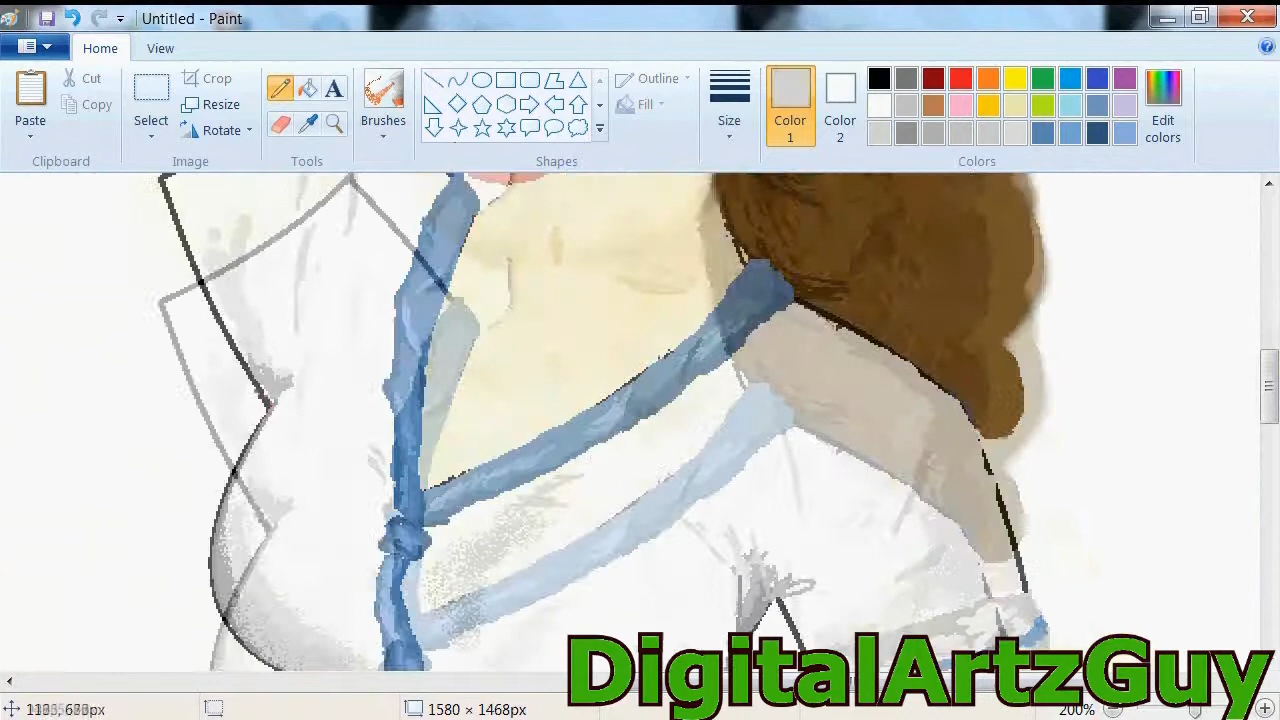 Untitled - Paint
Home View
Cut
Copy
Paste
Crop
Resize
Rotate
Select
Brushes
Outline
Fill
Size
Color 1
Color 2
Edit colors
Clipboard Image Tools Shapes Colors
DigitalArtzGuy
1580 × 1468px
200%